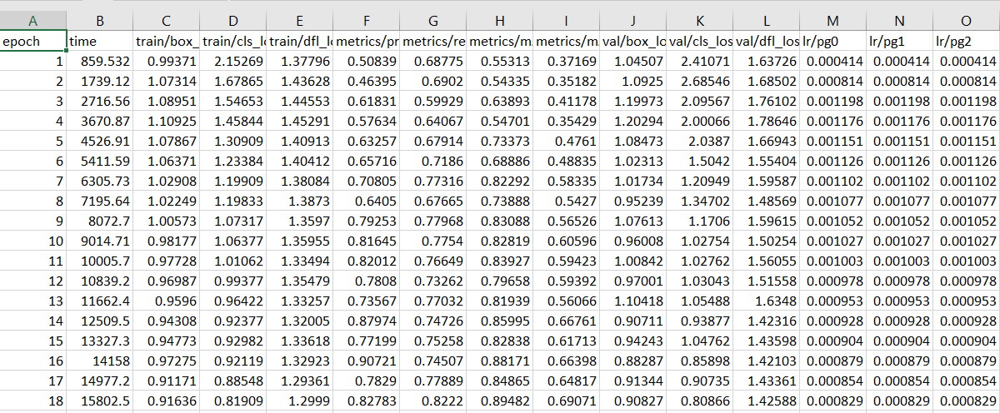 A B C D E F G H I J K L M N O
epoch time train/box_ train/cls_l train/dfl_l metrics/pr metrics/re metrics/m metrics/m val/box_lo val/cls_los val/dfl_los lr/pg0 lr/pg1 lr/pg2
1 859.532 0.99371 2.15269 1.37796 0.50839 0.68775 0.55313 0.37169 1.04507 2.41071 1.63726 0.000414 0.000414 0.000414
2 1739.12 1.07314 1.67865 1.43628 0.46395 0.6902 0.54335 0.35182 1.0925 2.68546 1.68502 0.000814 0.000814 0.000814
3 2716.56 1.08951 1.54653 1.44553 0.61831 0.59929 0.63893 0.41178 1.19973 2.09567 1.76102 0.001198 0.001198 0.001198
4 3670.87 1.10925 1.45844 1.45291 0.57634 0.64067 0.54701 0.35429 1.20294 2.00066 1.78646 0.001176 0.001176 0.001176
5 4526.91 1.07867 1.30909 1.40913 0.63257 0.67914 0.73373 0.4761 1.08473 2.0387 1.66943 0.001151 0.001151 0.001151
6 5411.59 1.06371 1.23384 1.40412 0.65716 0.7186 0.68886 0.48835 1.02313 1.5042 1.55404 0.001126 0.001126 0.001126
7 6305.73 1.02908 1.19909 1.38084 0.70805 0.77316 0.82292 0.58335 1.01734 1.20949 1.59587 0.001102 0.001102 0.001102
8 7195.64 1.02249 1.19833 1.3873 0.6405 0.67665 0.73888 0.5427 0.95239 1.34702 1.48569 0.001077 0.001077 0.001077
9 8072.7 1.00573 1.07317 1.3597 0.79253 0.77968 0.83088 0.56526 1.07613 1.1706 1.59615 0.001052 0.001052 0.001052
10 9014.71 0.98177 1.06377 1.35955 0.81645 0.7754 0.82819 0.60596 0.96008 1.02754 1.50254 0.001027 0.001027 0.001027
11 10005.7 0.97728 1.01062 1.33494 0.82012 0.76649 0.83927 0.59423 1.00842 1.02762 1.56055 0.001003 0.001003 0.001003
12 10839.2 0.96987 0.99377 1.35479 0.7808 0.73262 0.79658 0.59392 0.97001 1.03043 1.51558 0.000978 0.000978 0.000978
13 11662.4 0.9596 0.96422 1.33257 0.73567 0.77032 0.81939 0.56066 1.10418 1.05488 1.6348 0.000953 0.000953 0.000953
14 12509.5 0.94308 0.92377 1.32005 0.87974 0.74726 0.85995 0.66761 0.90711 0.93877 1.42316 0.000928 0.000928 0.000928
15 13327.3 0.94773 0.92982 1.33618 0.77199 0.75258 0.82838 0.61713 0.94243 1.04762 1.43598 0.000904 0.000904 0.000904
16 14158 0.97275 0.92119 1.32923 0.90721 0.74507 0.88171 0.66398 0.88287 0.85898 1.42103 0.000879 0.000879 0.000879
17 14977.2 0.91171 0.88548 1.29361 0.7829 0.77889 0.84865 0.64817 0.91344 0.90735 1.43361 0.000854 0.000854 0.000854
18 15802.5 0.91636 0.81909 1.2999 0.82783 0.8222 0.89482 0.69071 0.90827 0.80866 1.42588 0.000829 0.000829 0.000829